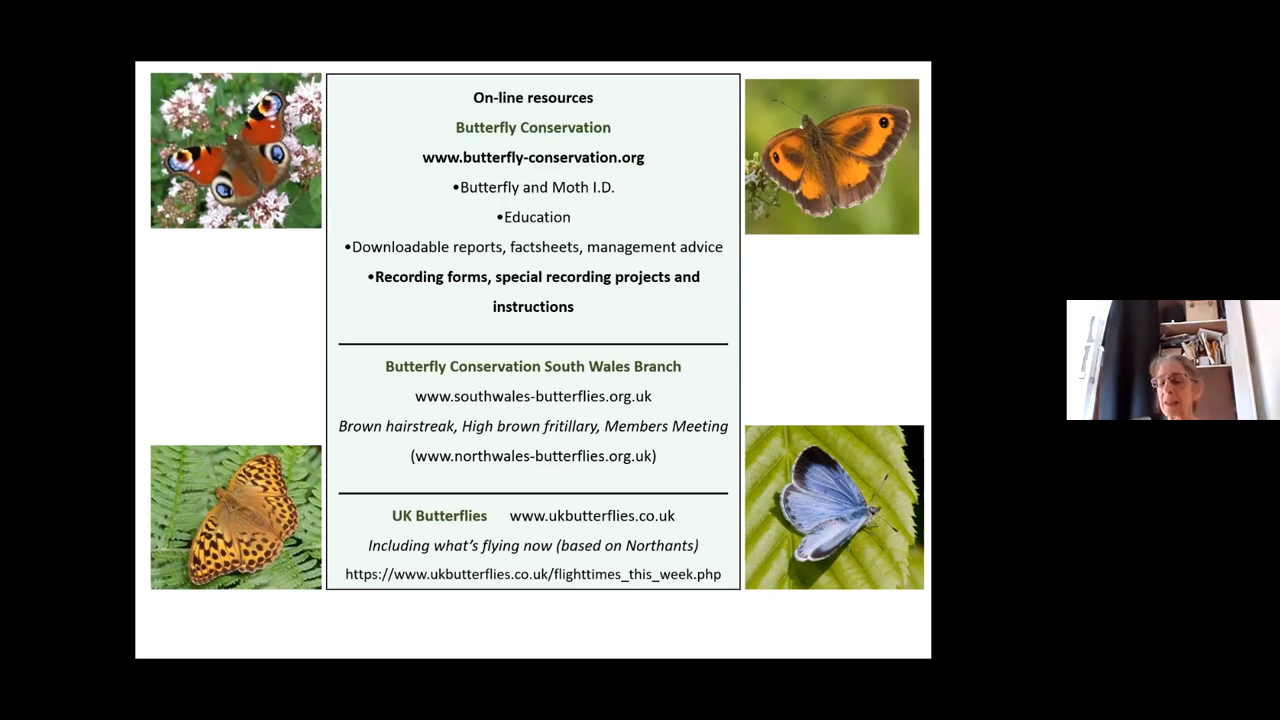 On-line resources
Butterfly Conservation
www.butterfly-conservation.org
•Butterfly and Moth I.D.
•Education
•Downloadable reports, factsheets, management advice
•Recording forms, special recording projects and
instructions
Butterfly Conservation South Wales Branch
www.southwales-butterflies.org.uk
Brown hairstreak, High brown fritillary, Members Meeting
(www.northwales-butterflies.org.uk)
UK Butterflies www.ukbutterflies.co.uk
Including what's flying now (based on Northants)
https://www.ukbutterflies.co.uk/flighttimes_this_week.php